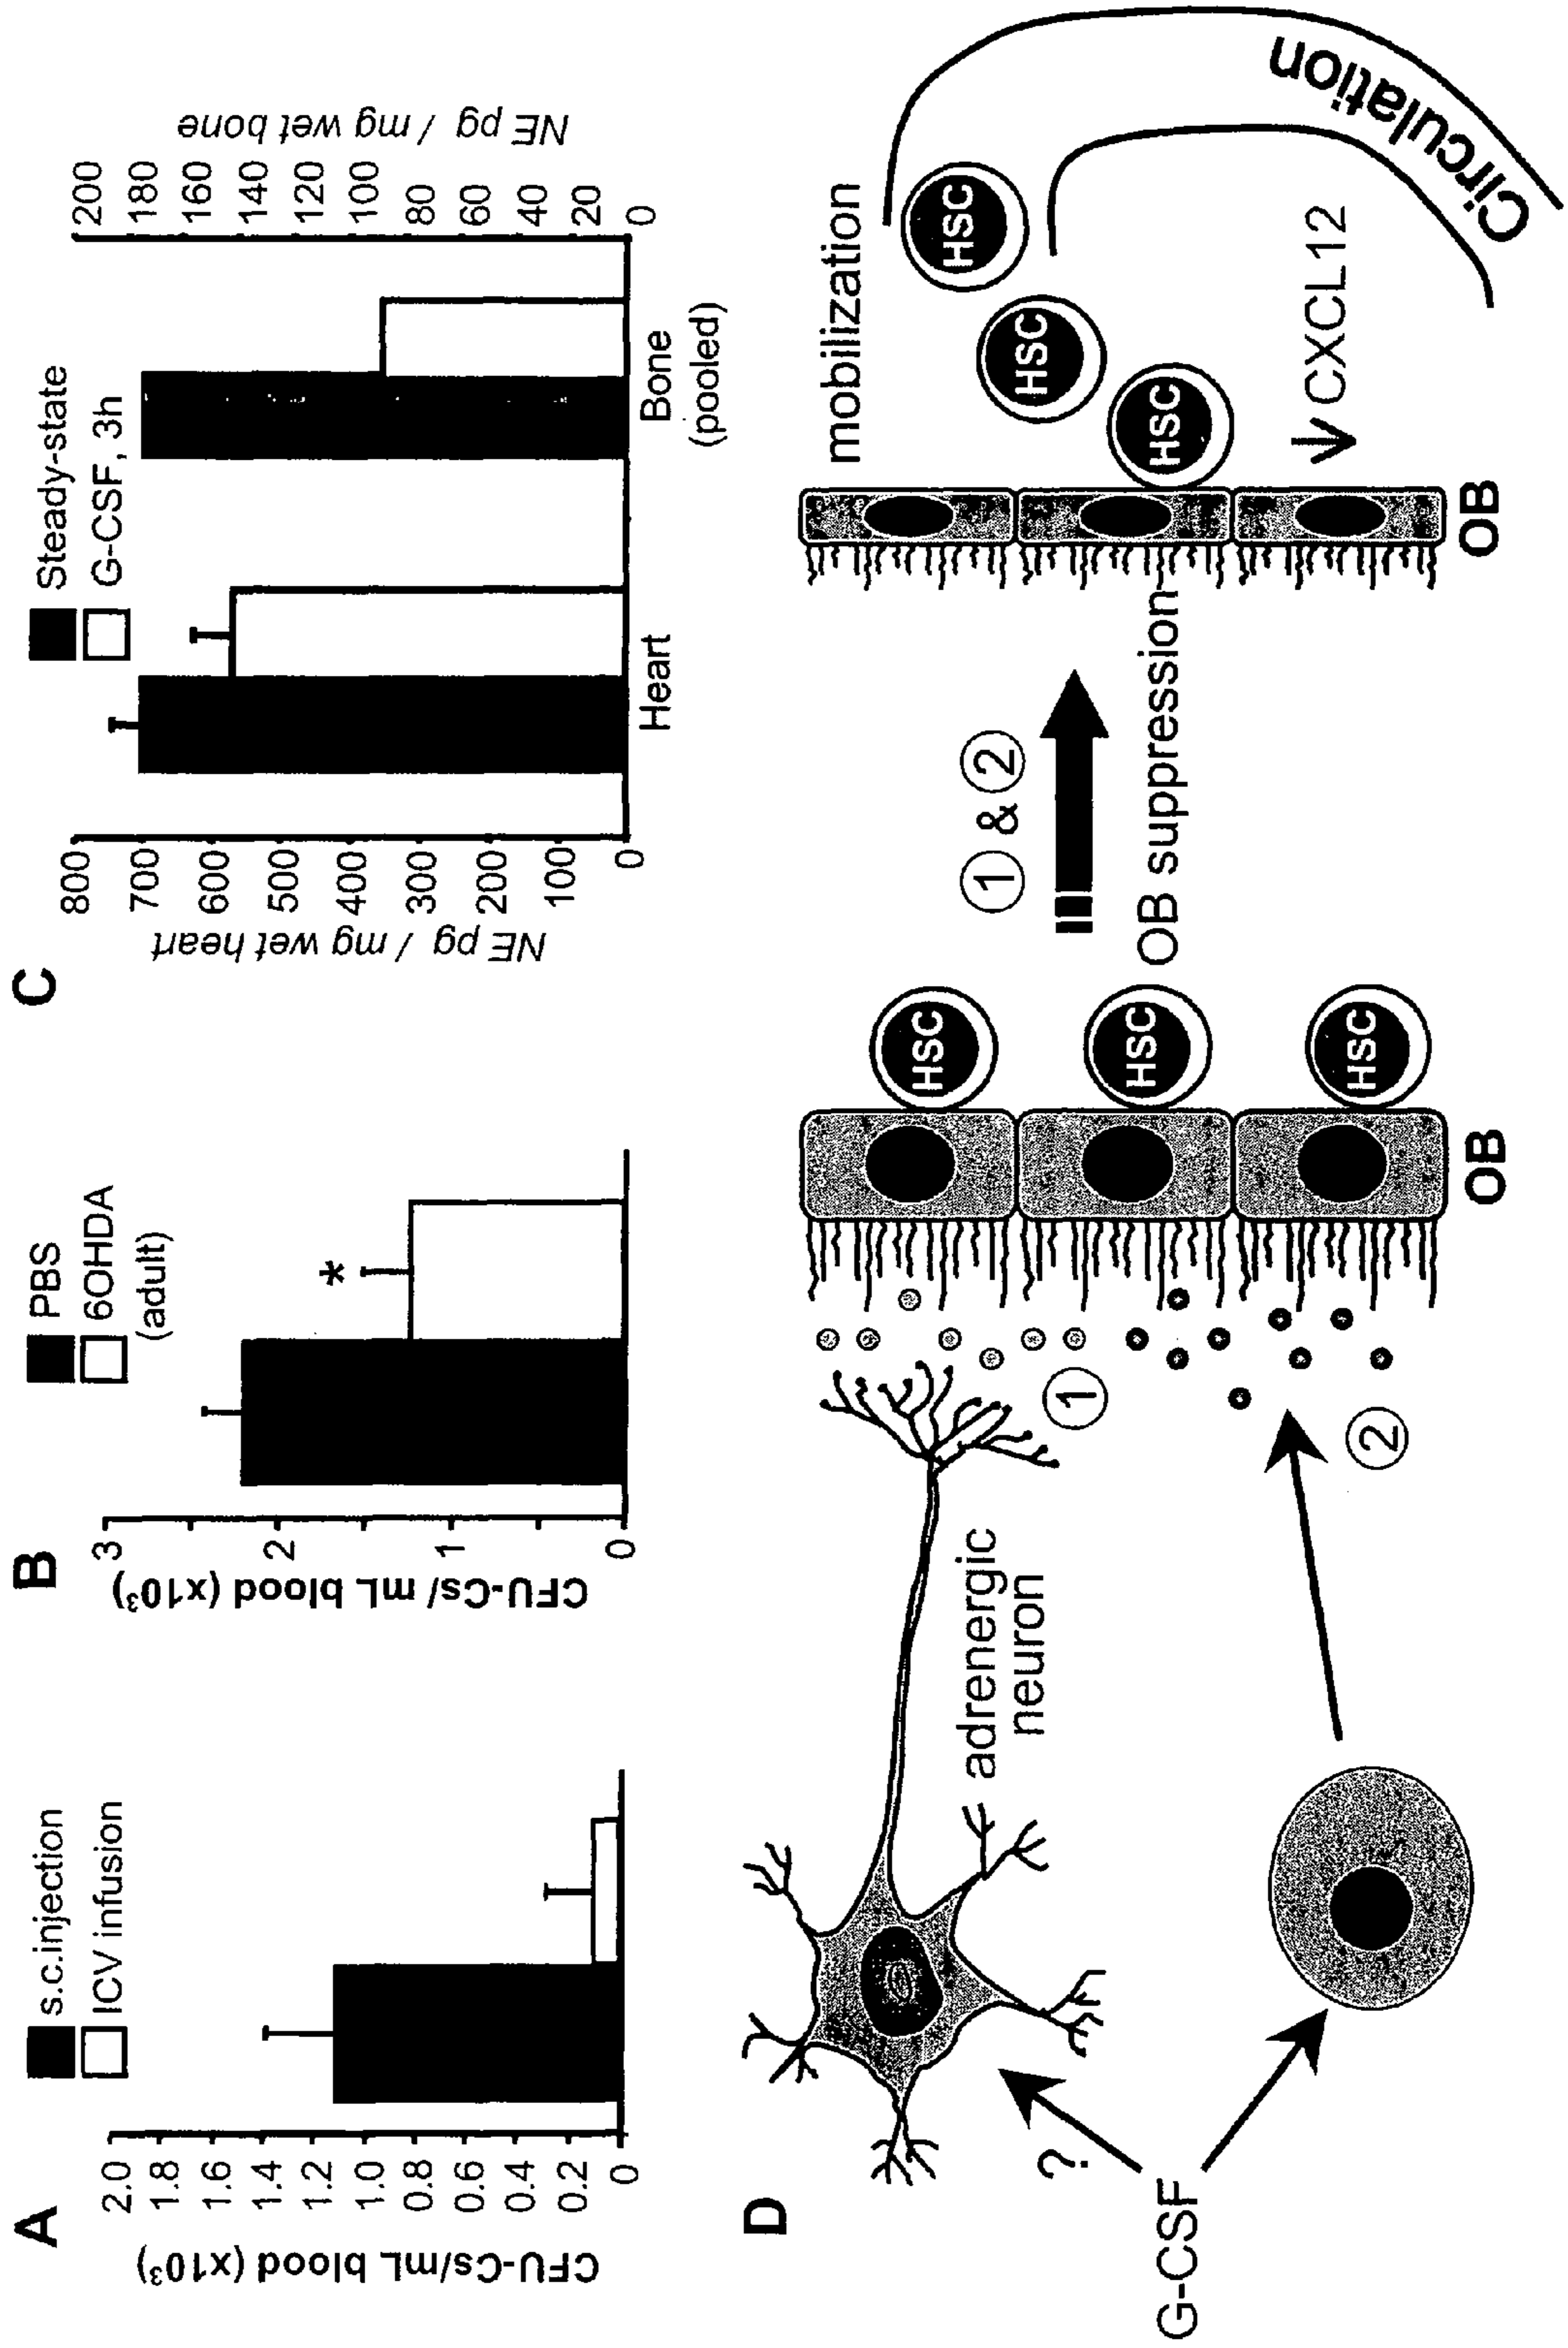 A
s.c.injection
ICV infusion
CFU-Cs/mL blood (x10³)
2.0
1.8
1.6
1.4
1.2
1.0
0.8
0.6
0.4
0.2
0
B
PBS
6OHDA
(adult)
CFU-Cs/ mL blood (x10³)
3
2
1
0
*
C
Steady-state
G-CSF, 3h
NE pg / mg wet heart
800
700
600
500
400
300
200
100
0
NE pg / mg wet bone
200
180
160
140
120
100
80
60
40
20
0
Heart
Bone
(pooled)
D
G-CSF
?
adrenergic
neuron
1
2
HSC
HSC
HSC
OB
1 & 2
OB suppression
mobilization
HSC
HSC
HSC
CXCL12
OB
Circulation